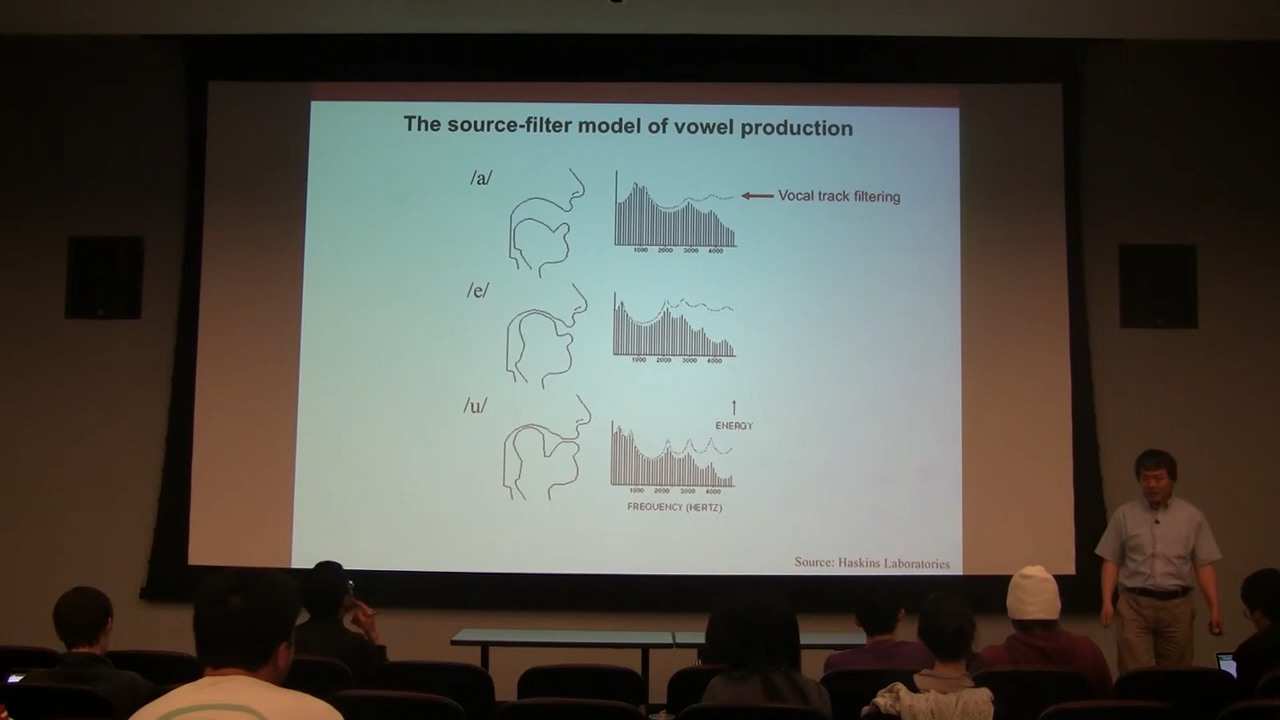 The source-filter model of vowel production
/a/
Vocal track filtering
1000 2000 3000 4000
/e/
1000 2000 3000 4000
/u/
ENERGY
1000 2000 3000 4000
FREQUENCY (HERTZ)
Source: Haskins Laboratories